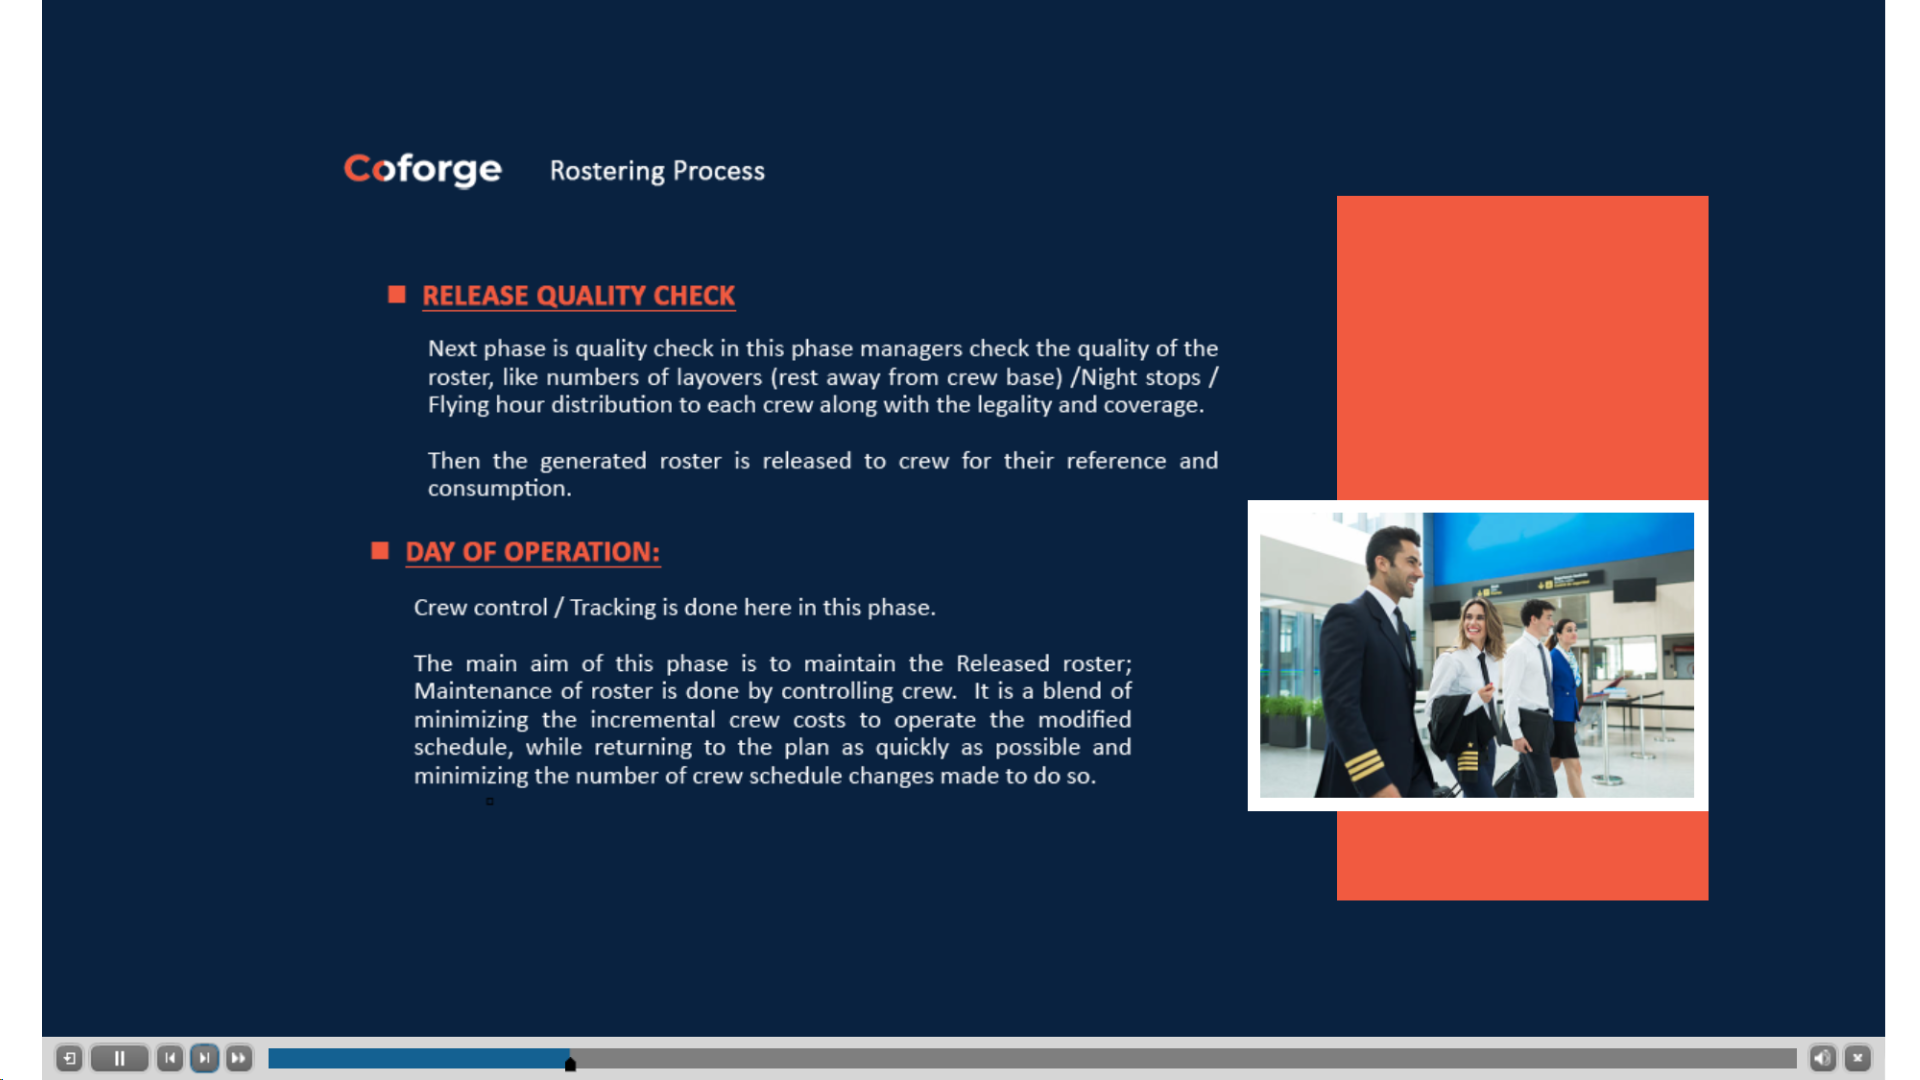 Coforge Rostering Process
RELEASE QUALITY CHECK
Next phase is quality check in this phase managers check the quality of the
roster, like numbers of layovers (rest away from crew base) /Night stops /
Flying hour distribution to each crew along with the legality and coverage.
Then the generated roster is released to crew for their reference and
consumption.
DAY OF OPERATION:
Crew control / Tracking is done here in this phase.
The main aim of this phase is to maintain the Released roster;
Maintenance of roster is done by controlling crew. It is a blend of
minimizing the incremental crew costs to operate the modified
schedule, while returning to the plan as quickly as possible and
minimizing the number of crew schedule changes made to do so.